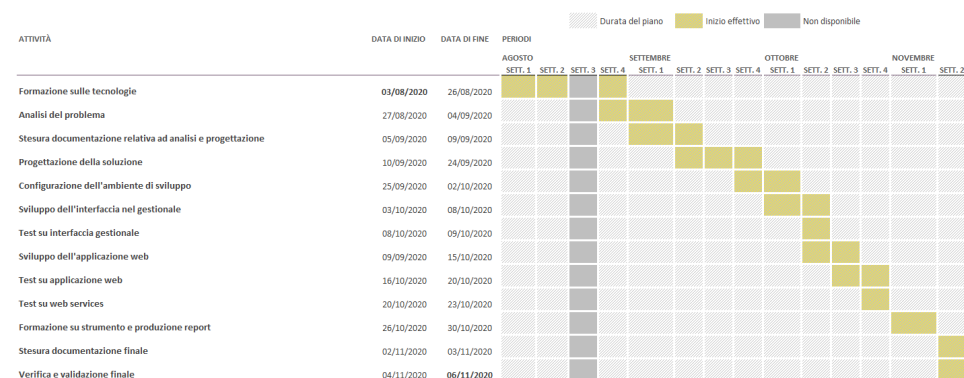 Durata del piano Inizio effettivo Non disponibile
ATTIVITÀ DATA DI INIZIO DATA DI FINE PERIODI
AGOSTO SETTEMBRE OTTOBRE NOVEMBRE
SETT. 1 SETT. 2 SETT. 3 SETT. 4 SETT. 1 SETT. 2 SETT. 3 SETT. 4 SETT. 1 SETT. 2 SETT. 3 SETT. 4 SETT. 1 SETT. 2
Formazione sulle tecnologie 03/08/2020 26/08/2020
Analisi del problema 27/08/2020 04/09/2020
Stesura documentazione relativa ad analisi e progettazione 05/09/2020 09/09/2020
Progettazione della soluzione 10/09/2020 24/09/2020
Configurazione dell'ambiente di sviluppo 25/09/2020 02/10/2020
Sviluppo dell'interfaccia nel gestionale 03/10/2020 08/10/2020
Test su interfaccia gestionale 08/10/2020 09/10/2020
Sviluppo dell'applicazione web 09/09/2020 15/10/2020
Test su applicazione web 16/10/2020 20/10/2020
Test su web services 20/10/2020 23/10/2020
Formazione su strumento e produzione report 26/10/2020 30/10/2020
Stesura documentazione finale 02/11/2020 03/11/2020
Verifica e validazione finale 04/11/2020 06/11/2020